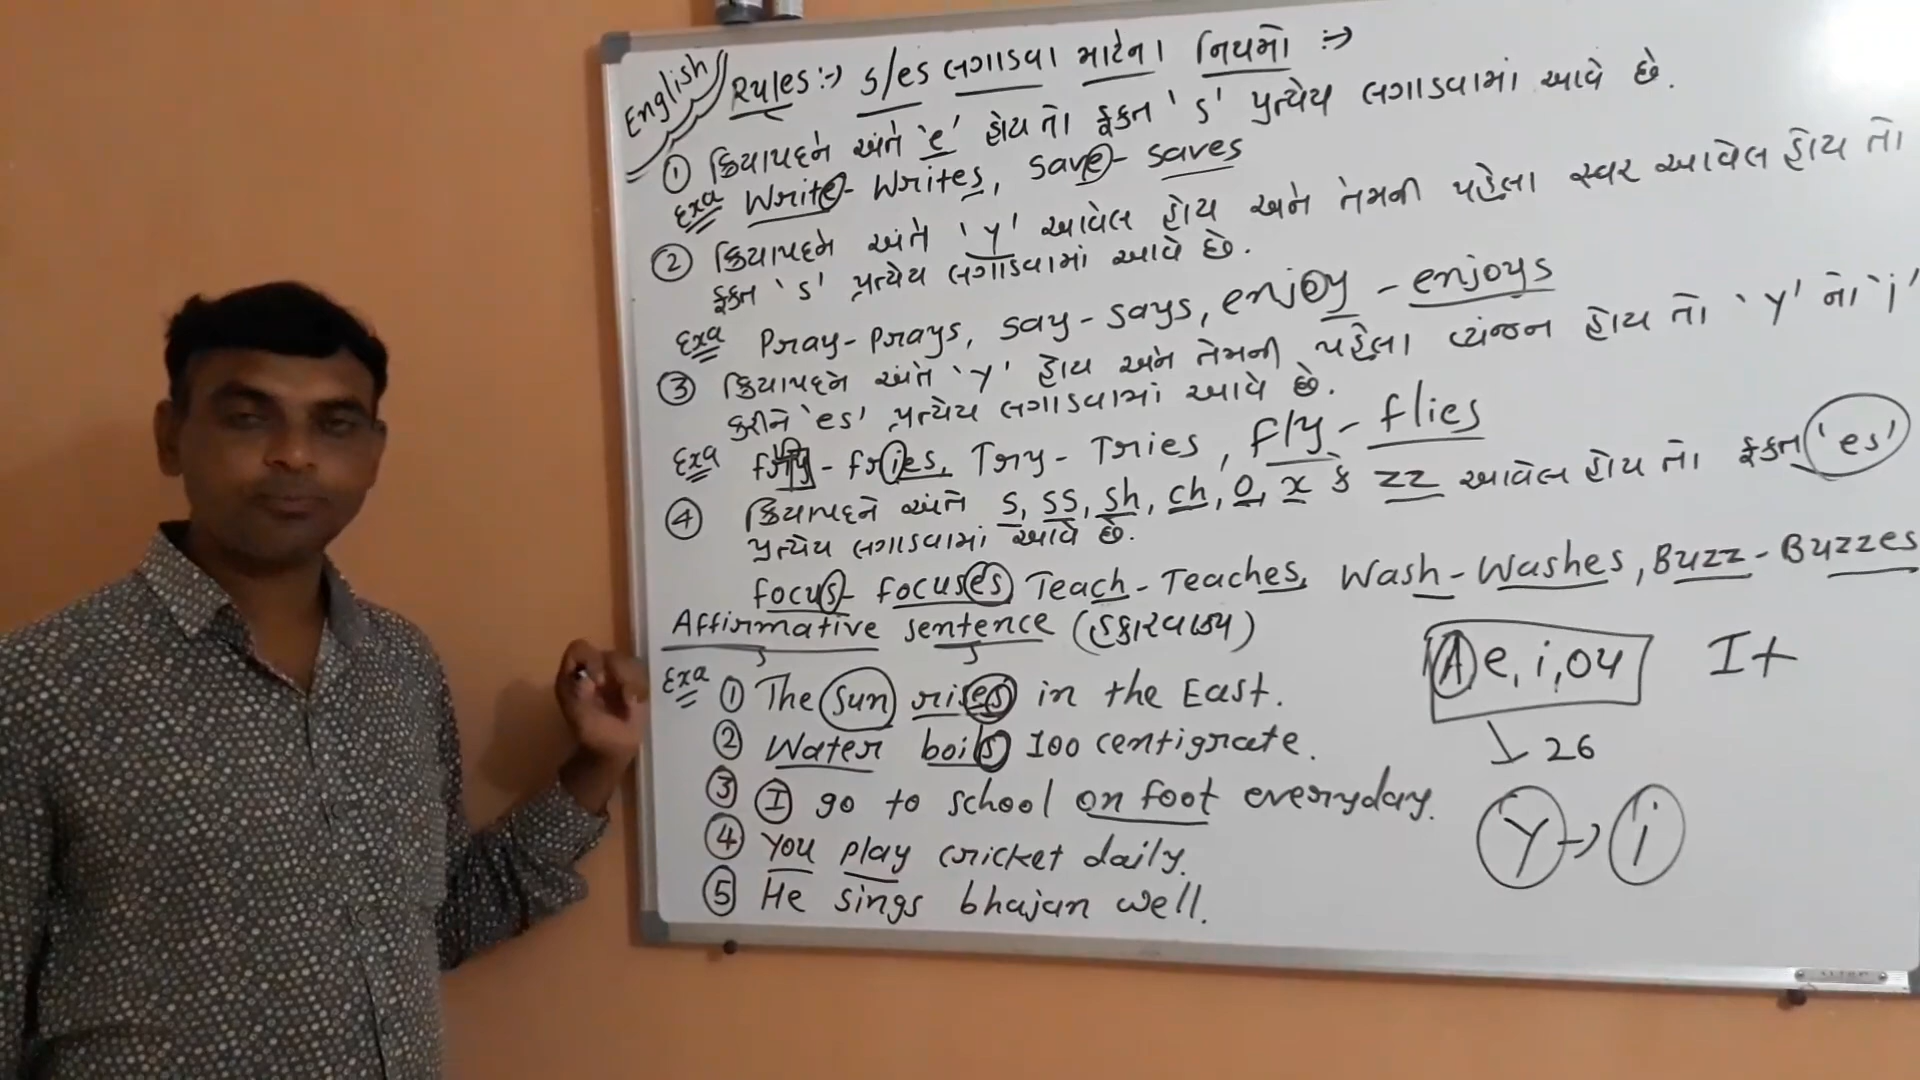 English
Rules:→ s/es લગાડવા માટેના નિયમો :→
① ક્રિયાપદને અંતે 'e' હોય તો ફક્ત 's' પ્રત્યેય લગાડવામાં આવે છે.
Exa Write - Writes, Save - saves
② ક્રિયાપદને અંતે 'y' આવેલ હોય અને તેમની પહેલા સ્વર આવેલ હોય તો
ફક્ત 's' પ્રત્યેય લગાડવામાં આવે છે.
Exa Pray - Prays, Say - Says, enjoy - enjoys
③ ક્રિયાપદને અંતે 'y' હોય અને તેમની પહેલા વ્યંજન હોય તો 'y' નો 'i'
કરીને 'es' પ્રત્યેય લગાડવામાં આવે છે.
Exa fry - fries, Try - Tries, fly - flies
④ ક્રિયાપદને અંતે s, ss, sh, ch, o, x કે zz આવેલ હોય તો ફક્ત 'es'
પ્રત્યેય લગાડવામાં આવે છે.
focus - focuses Teach - Teaches, Wash - Washes, Buzz - Buzzes
Affirmative sentence (હકારવાક્ય)
Exa ① The sun rises in the East.
② Water boils 100 centigrate.
③ I go to school on foot everyday.
④ You play cricket daily.
⑤ He sings bhajan well.
A e, i, o u It
→ 26
Y → i